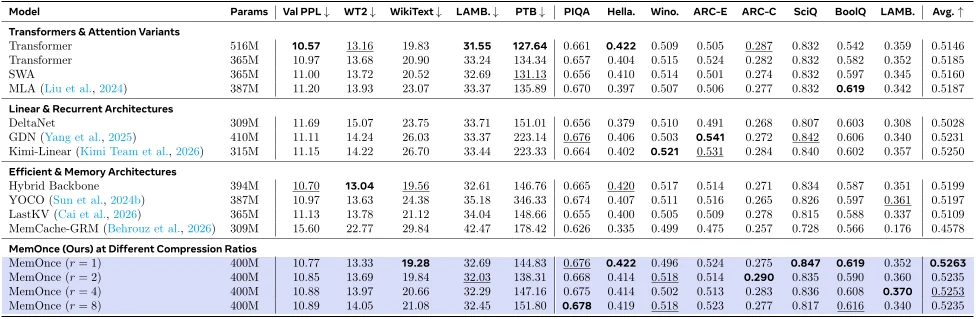 Model Params Val PPL ↓ WT2 ↓ WikiText ↓ LAMB. ↓ PTB ↓ PIQA Hella. Wino. ARC-E ARC-C SciQ BoolQ LAMB. Avg. ↑
Transformers & Attention Variants
Transformer 516M 10.57 13.16 19.83 31.55 127.64 0.661 0.422 0.509 0.505 0.287 0.832 0.542 0.359 0.5146
Transformer 365M 10.97 13.68 20.90 33.24 134.34 0.657 0.404 0.515 0.524 0.282 0.832 0.582 0.352 0.5185
SWA 365M 11.00 13.72 20.52 32.69 131.13 0.656 0.410 0.514 0.501 0.274 0.832 0.597 0.345 0.5160
MLA (Liu et al., 2024) 387M 11.20 13.93 23.07 33.37 135.89 0.670 0.397 0.507 0.506 0.277 0.832 0.619 0.342 0.5187
Linear & Recurrent Architectures
DeltaNet 309M 11.69 15.07 23.75 33.71 151.01 0.656 0.379 0.510 0.491 0.268 0.807 0.603 0.308 0.5028
GDN (Yang et al., 2025) 410M 11.11 14.24 26.03 33.37 223.14 0.676 0.406 0.503 0.541 0.272 0.842 0.606 0.340 0.5231
Kimi-Linear (Kimi Team et al., 2026) 315M 11.15 14.22 26.70 33.44 223.33 0.664 0.402 0.521 0.531 0.284 0.840 0.602 0.357 0.5250
Efficient & Memory Architectures
Hybrid Backbone 394M 10.70 13.04 19.56 32.61 146.76 0.665 0.420 0.517 0.514 0.271 0.834 0.587 0.351 0.5199
YOCO (Sun et al., 2024b) 387M 10.97 13.63 24.38 35.18 346.33 0.674 0.407 0.511 0.516 0.265 0.826 0.597 0.361 0.5197
LastKV (Cai et al., 2026) 365M 11.13 13.78 21.12 34.04 148.66 0.655 0.400 0.505 0.509 0.278 0.815 0.588 0.337 0.5109
MemCache-GRM (Behrouz et al., 2026) 309M 15.60 22.77 29.84 42.47 178.42 0.626 0.335 0.499 0.475 0.257 0.728 0.566 0.176 0.4578
MemOnce (Ours) at Different Compression Ratios
MemOnce (r = 1) 400M 10.77 13.33 19.28 32.69 144.83 0.676 0.422 0.496 0.524 0.275 0.847 0.619 0.352 0.5263
MemOnce (r = 2) 400M 10.85 13.69 19.84 32.03 138.31 0.668 0.414 0.518 0.514 0.290 0.834 0.590 0.360 0.5235
MemOnce (r = 4) 400M 10.88 13.97 20.66 32.29 147.16 0.675 0.414 0.502 0.513 0.283 0.836 0.608 0.370 0.5253
MemOnce (r = 8) 400M 10.89 14.05 21.08 32.45 151.80 0.678 0.419 0.518 0.523 0.277 0.817 0.616 0.340 0.5235